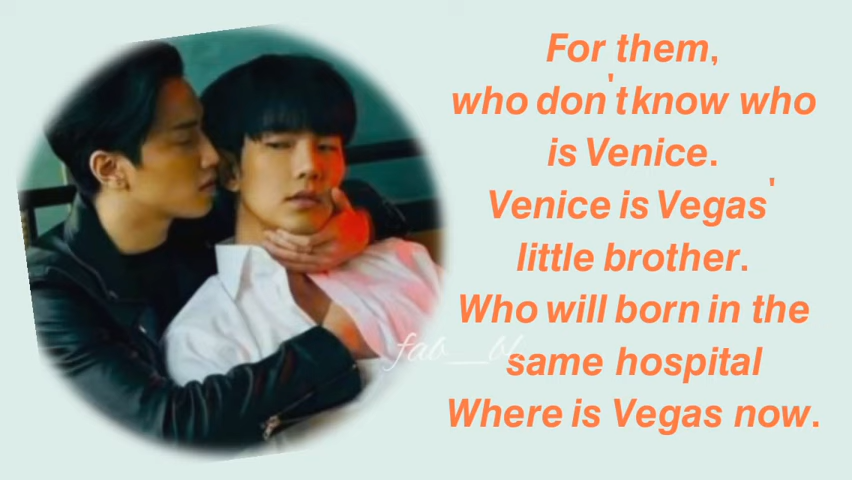 For them,
who don't know who
is Venice.
Venice is Vegas'
little brother.
Who will born in the
same hospital
Where is Vegas now.
fab__bl